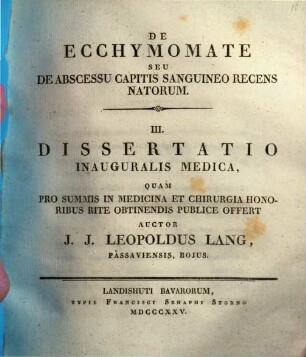 DE
ECCHYMOMATE
SEU
DE ABSCESSU CAPITIS SANGUINEO RECENS
NATORUM.
III.
DISSERTATIO
INAUGURALIS MEDICA,
QUAM
PRO SUMMIS IN MEDICINA ET CHIRURGIA HONO-
RIBUS RITE OBTINENDIS PUBLICE OFFERT
AUCTOR
J. J. LEOPOLDUS LANG,
PASSAVIENSIS, BOJUS.
LANDISHUTI BAVARORUM,
TYPIS FRANCISCI SERAPHI STORNO
MDCCCXXV.